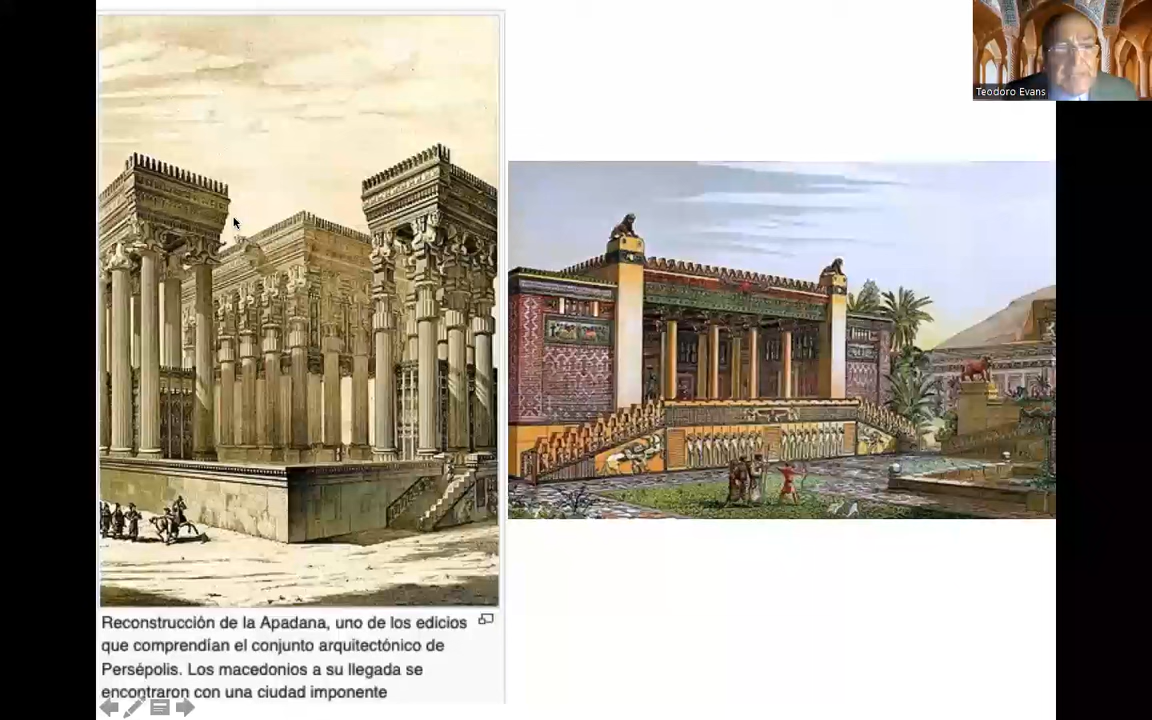 Teodoro Evans
Reconstrucción de la Apadana, uno de los edicios
que comprendían el conjunto arquitectónico de
Persépolis. Los macedonios a su llegada se
encontraron con una ciudad imponente